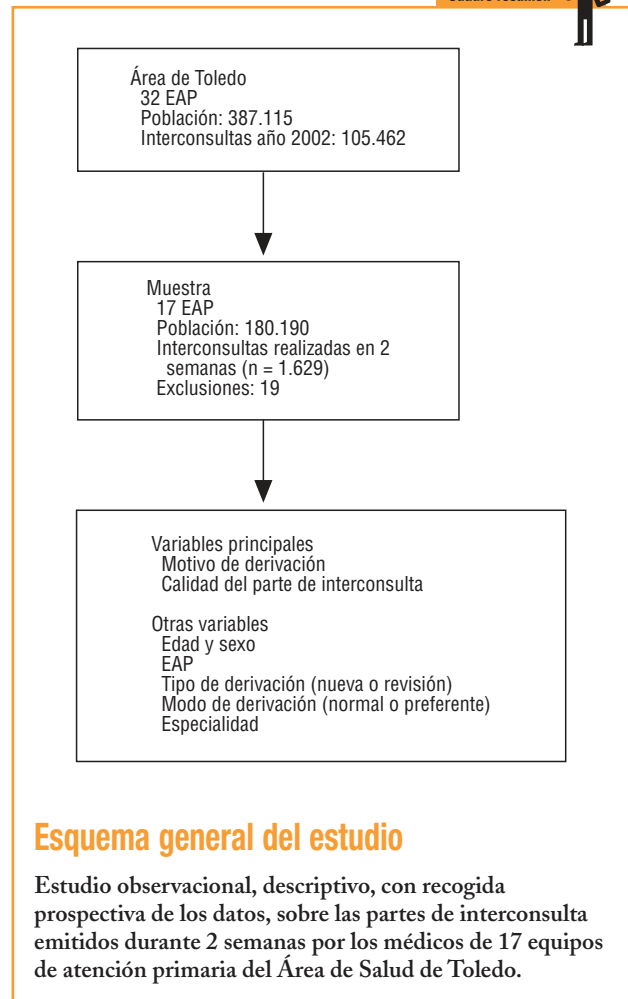 Área de Toledo
32 EAP
Población: 387.115
Interconsultas año 2002: 105.462
Muestra
17 EAP
Población: 180.190
Interconsultas realizadas en 2
semanas (n = 1.629)
Exclusiones: 19
Variables principales
Motivo de derivación
Calidad del parte de interconsulta
Otras variables
Edad y sexo
EAP
Tipo de derivación (nueva o revisión)
Modo de derivación (normal o preferente)
Especialidad
Esquema general del estudio
Estudio observacional, descriptivo, con recogida
prospectiva de los datos, sobre las partes de interconsulta
emitidos durante 2 semanas por los médicos de 17 equipos
de atención primaria del Área de Salud de Toledo.